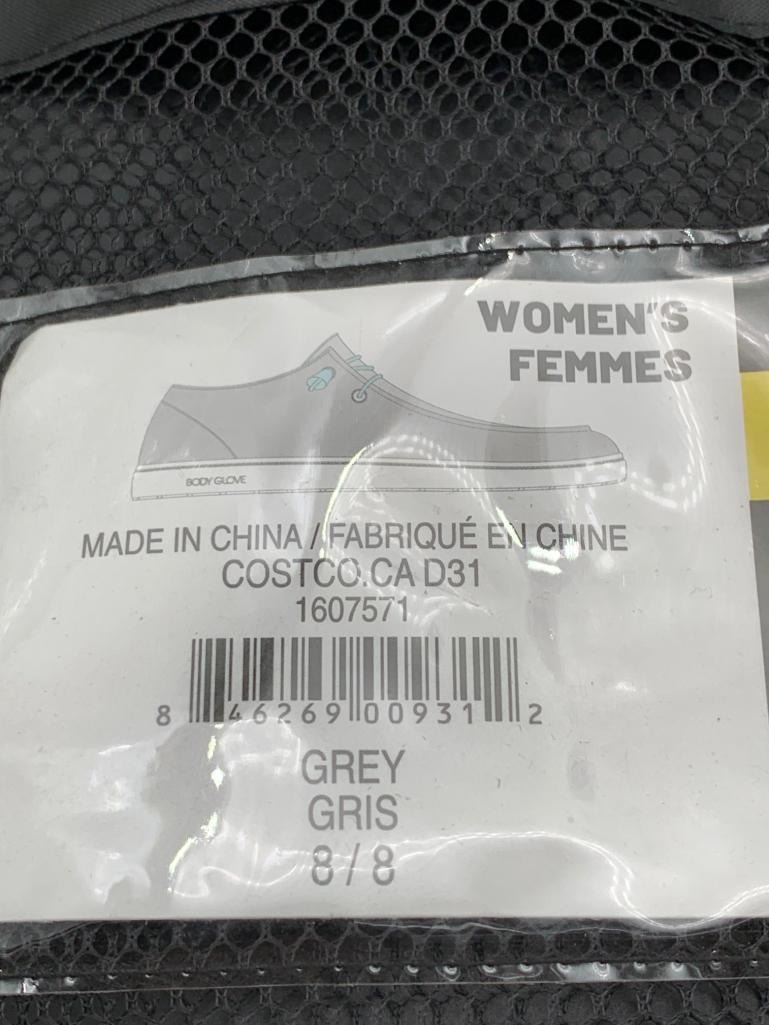 WOMEN'S
FEMMES
BODY GLOVE
MADE IN CHINA / FABRIQUÉ EN CHINE
COSTCO.CA D31
1607571
8 46269 00931 2
GREY
GRIS
8 / 8